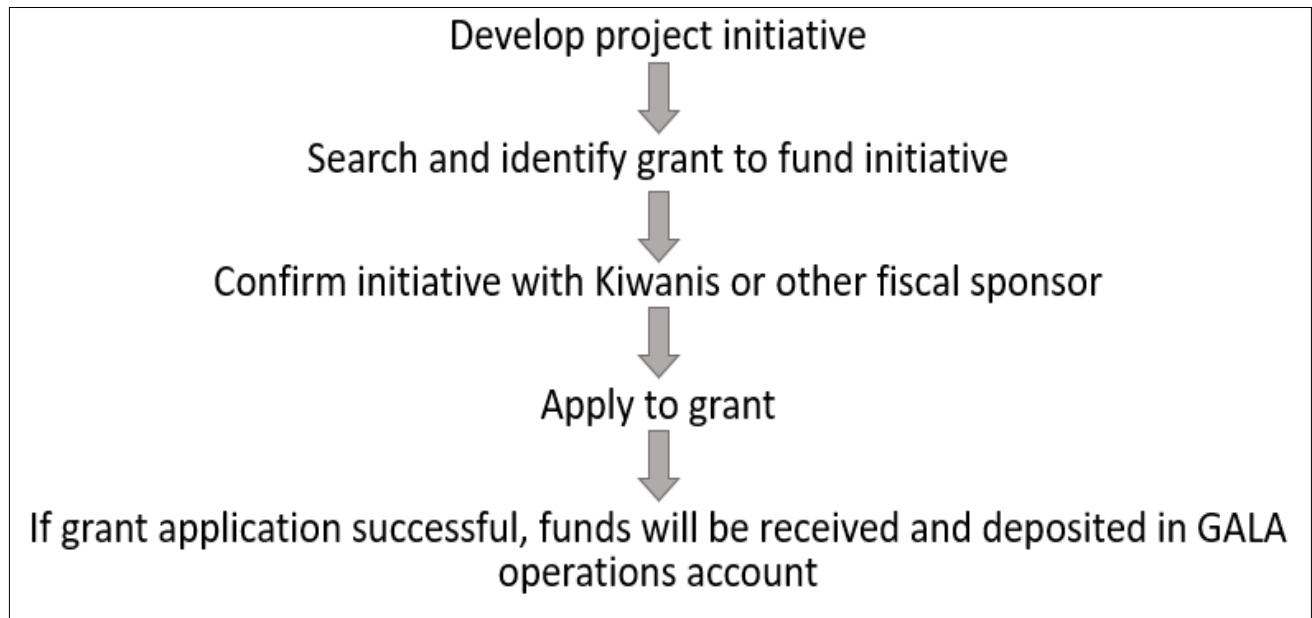 Develop project initiative
Search and identify grant to fund initiative
Confirm initiative with Kiwanis or other fiscal sponsor
Apply to grant
If grant application successful, funds will be received and deposited in GALA
operations account